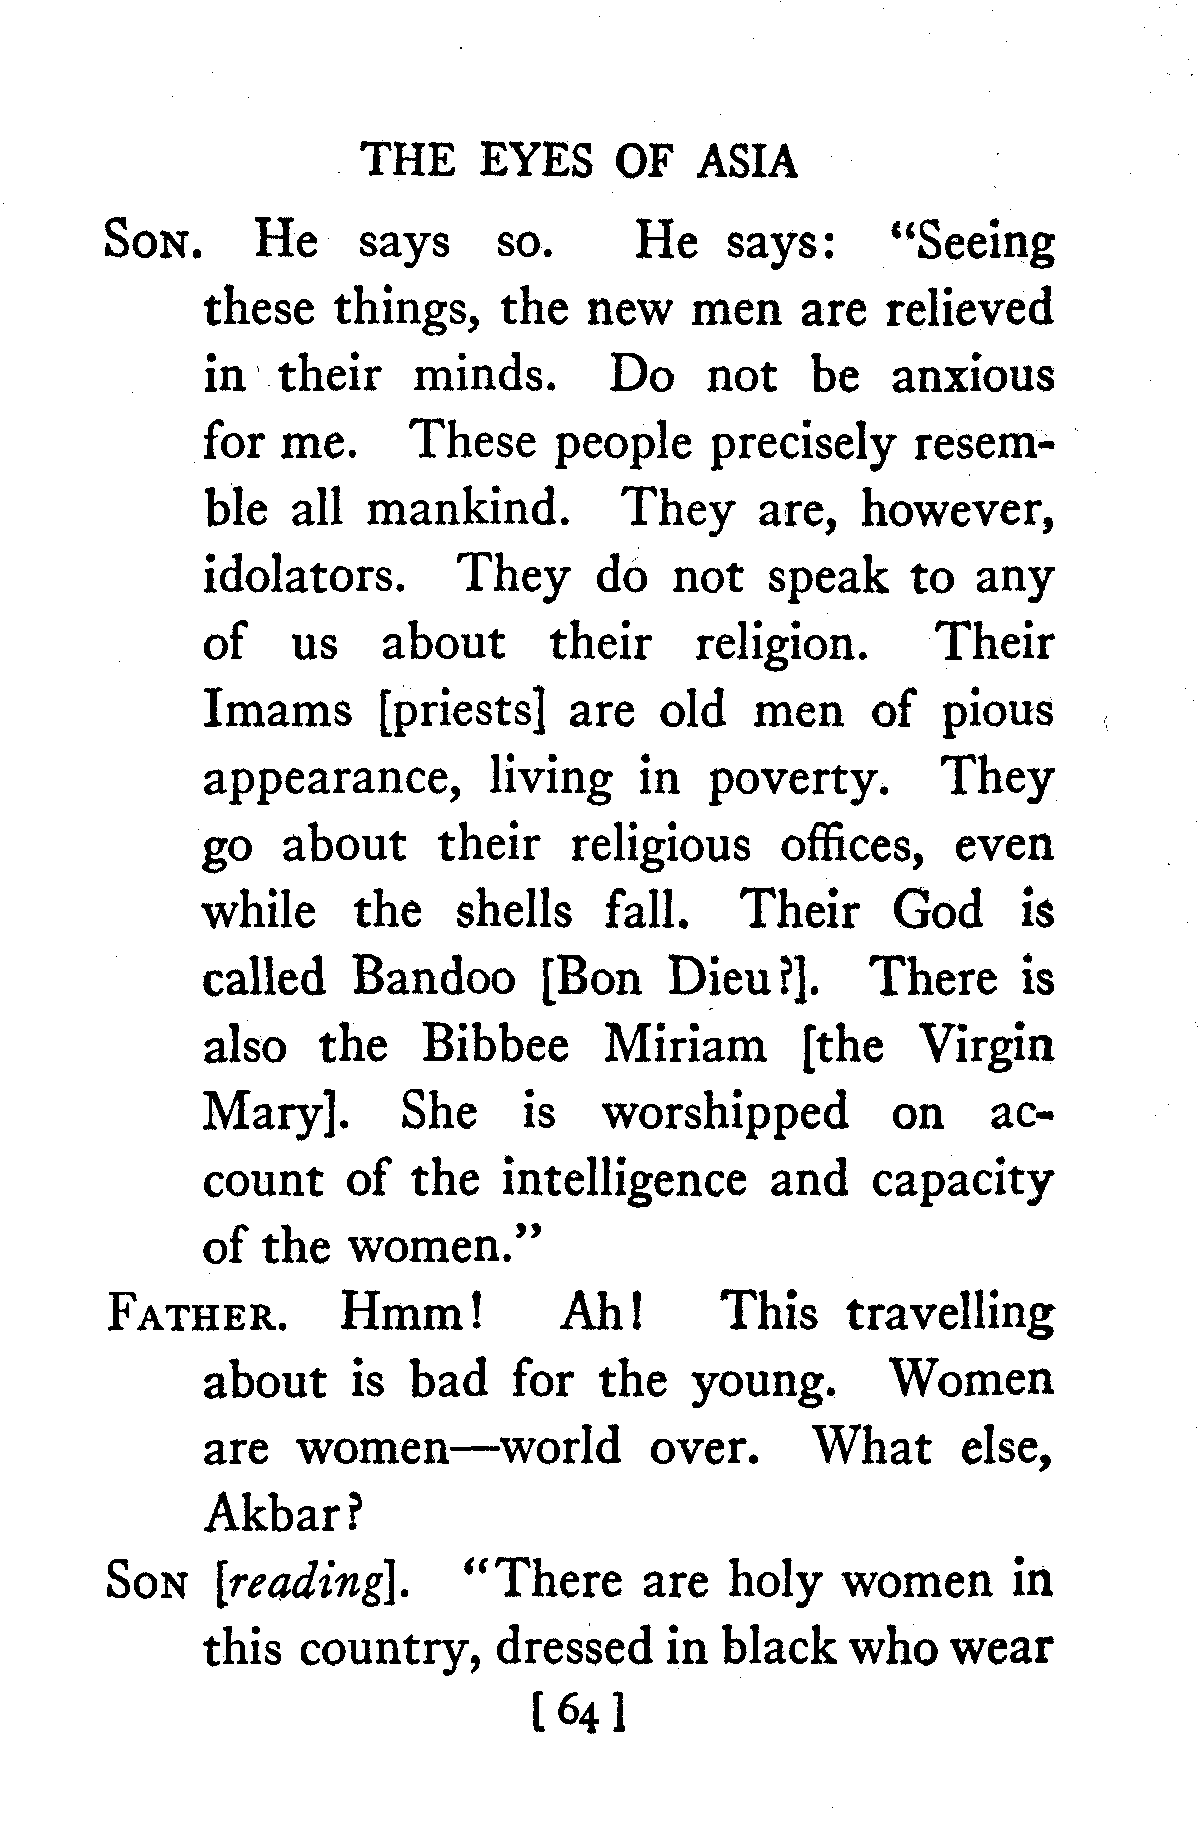 THE EYES OF ASIA
SON. He says so. He says: “Seeing
these things, the new men are relieved
in their minds. Do not be anxious
for me. These people precisely resem-
ble all mankind. They are, however,
idolators. They do not speak to any
of us about their religion. Their
Imams [priests] are old men of pious
appearance, living in poverty. They
go about their religious offices, even
while the shells fall. Their God is
called Bandoo [Bon Dieu?]. There is
also the Bibbee Miriam [the Virgin
Mary]. She is worshipped on ac-
count of the intelligence and capacity
of the women.”
FATHER. Hmm! Ah! This travelling
about is bad for the young. Women
are women—world over. What else,
Akbar?
SON [reading]. “There are holy women in
this country, dressed in black who wear
[ 64 ]